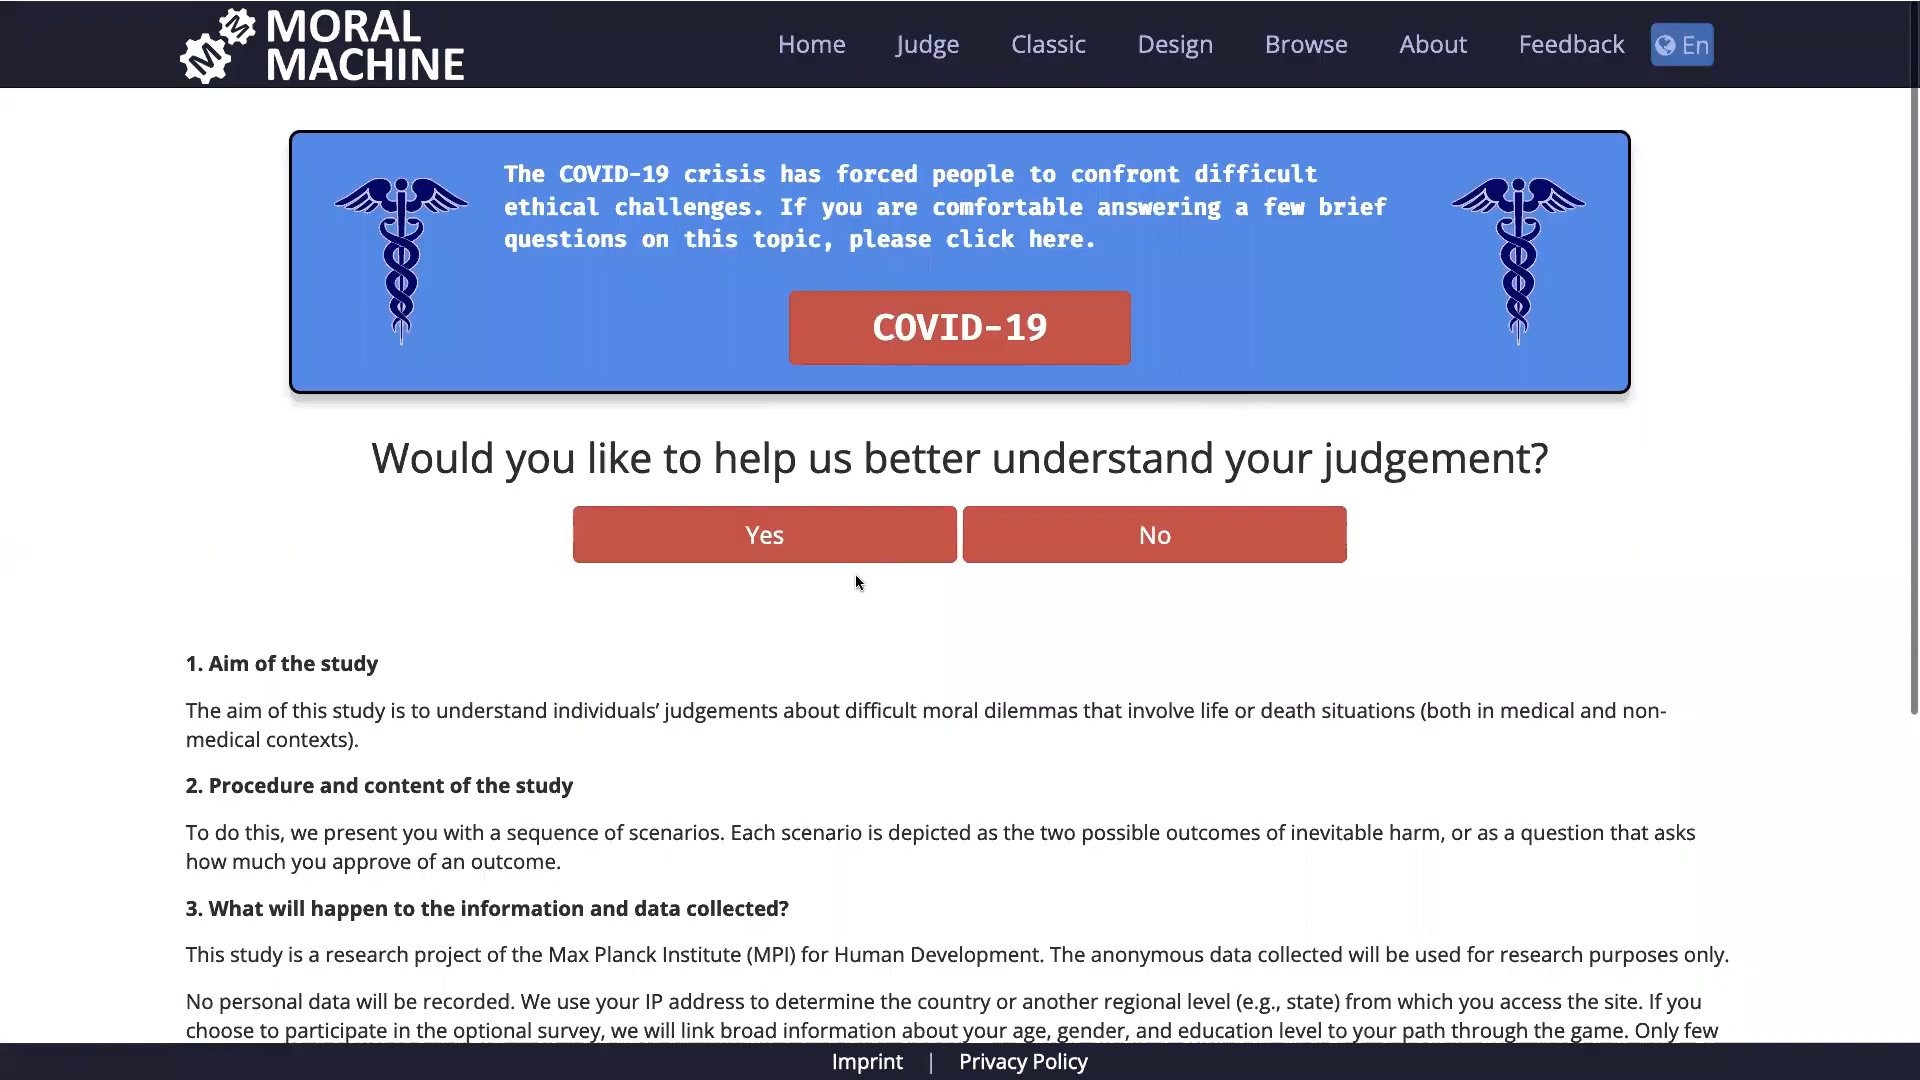 MORAL
MACHINE
Home Judge Classic Design Browse About Feedback En
The COVID-19 crisis has forced people to confront difficult
ethical challenges. If you are comfortable answering a few brief
questions on this topic, please click here.
COVID-19
Would you like to help us better understand your judgement?
Yes No
1. Aim of the study
The aim of this study is to understand individuals’ judgements about difficult moral dilemmas that involve life or death situations (both in medical and non-
medical contexts).
2. Procedure and content of the study
To do this, we present you with a sequence of scenarios. Each scenario is depicted as the two possible outcomes of inevitable harm, or as a question that asks
how much you approve of an outcome.
3. What will happen to the information and data collected?
This study is a research project of the Max Planck Institute (MPI) for Human Development. The anonymous data collected will be used for research purposes only.
No personal data will be recorded. We use your IP address to determine the country or another regional level (e.g., state) from which you access the site. If you
choose to participate in the optional survey, we will link broad information about your age, gender, and education level to your path through the game. Only few
Imprint | Privacy Policy